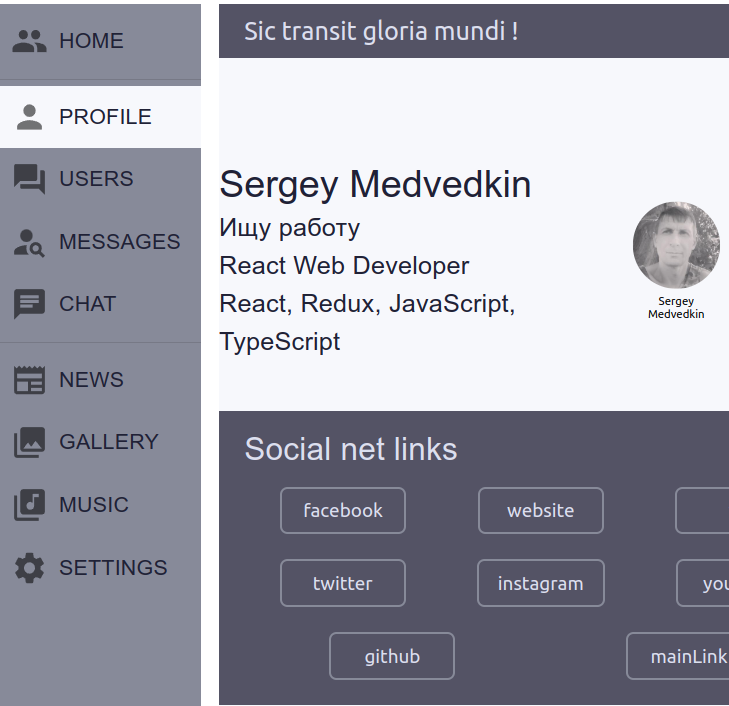 HOME
PROFILE
USERS
MESSAGES
CHAT
NEWS
GALLERY
MUSIC
SETTINGS
Sic transit gloria mundi !
Sergey Medvedkin
Ищу работу
React Web Developer
React, Redux, JavaScript,
TypeScript
Sergey
Medvedkin
Social net links
facebook
website
twitter
instagram
you
github
mainLink